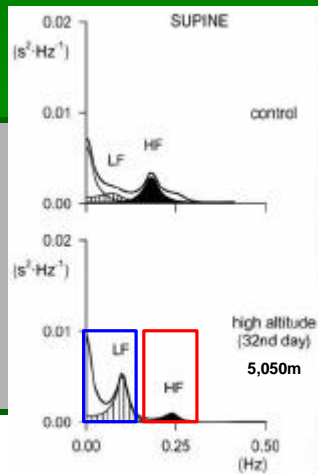 SUPINE
0.02
(s²·Hz⁻¹)
control
0.01
LF HF
0.00
0.02
(s²·Hz⁻¹)
high altitude
(32nd day)
5,050m
0.01
LF
HF
0.00
0.00 0.25 0.50
(Hz)